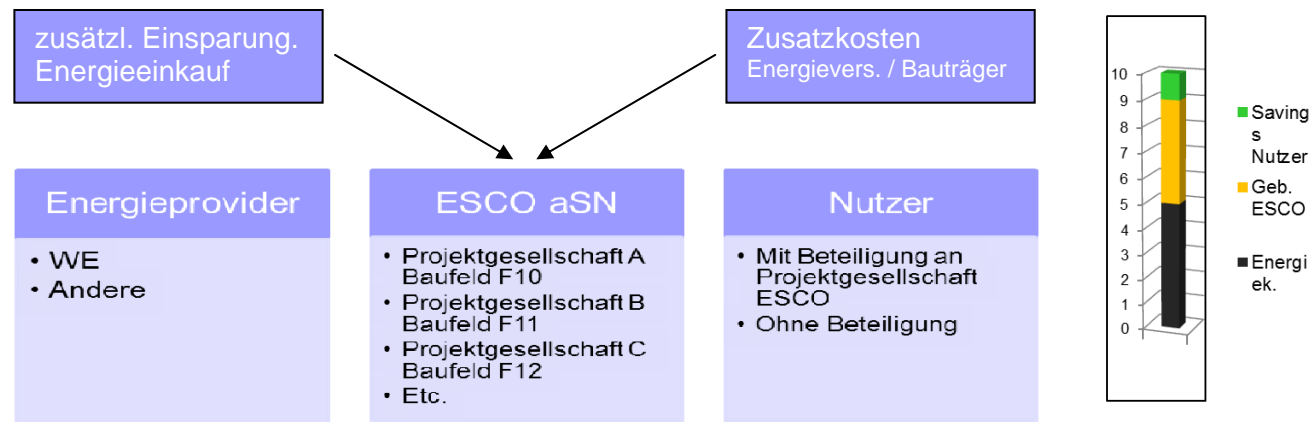 zusätzl. Einsparung.
Energieeinkauf
Zusatzkosten
Energievers. / Bauträger
Energieprovider
• WE
• Andere
ESCO aSN
• Projektgesellschaft A
Baufeld F10
• Projektgesellschaft B
Baufeld F11
• Projektgesellschaft C
Baufeld F12
• Etc.
Nutzer
• Mit Beteiligung an
Projektgesellschaft
ESCO
• Ohne Beteiligung
10
9
8
7
6
5
4
3
2
1
0
Saving
s
Nutzer
Geb.
ESCO
Energi
ek.